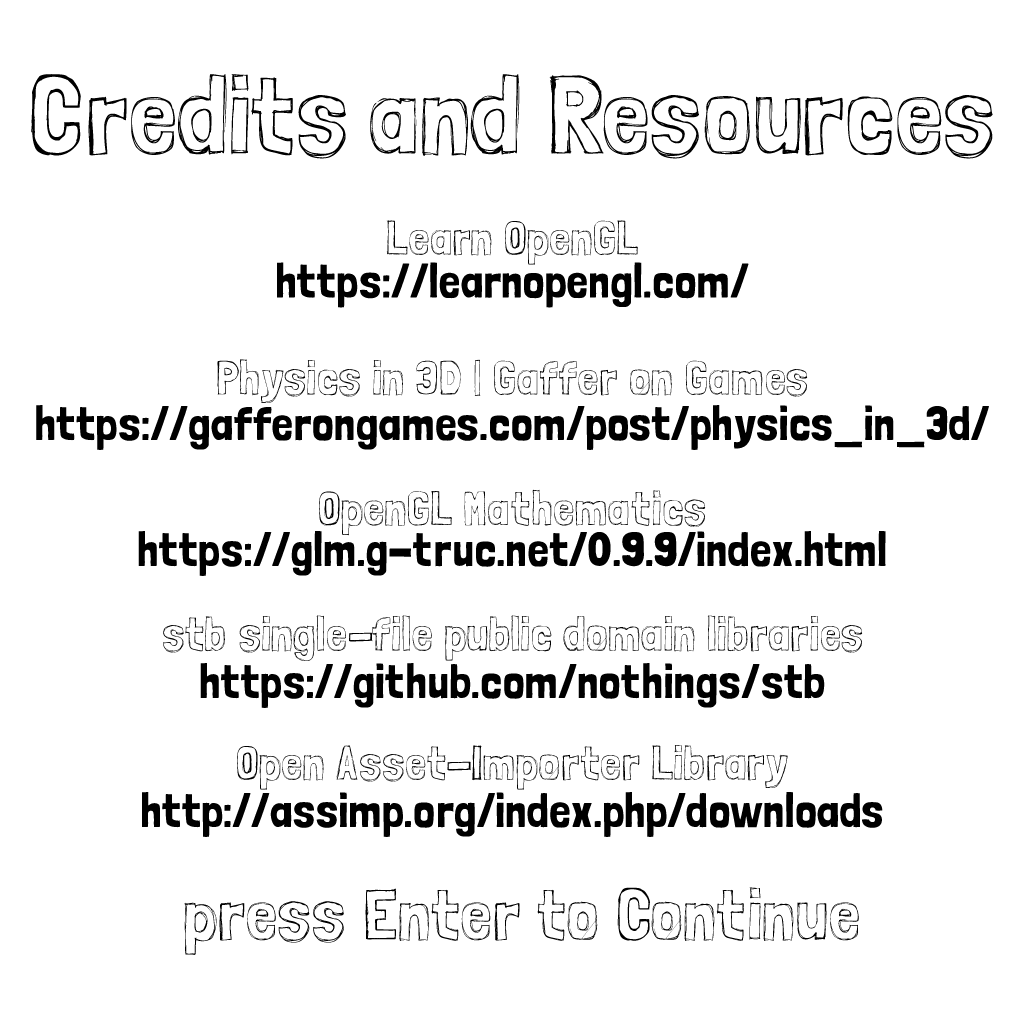 Credits and Resources
Learn OpenGL
https://learnopengl.com/
Physics in 3D | Gaffer on Games
https://gafferongames.com/post/physics_in_3d/
OpenGL Mathematics
https://glm.g-truc.net/0.9.9/index.html
stb single-file public domain libraries
https://github.com/nothings/stb
Open Asset-Importer Library
http://assimp.org/index.php/downloads
press Enter to Continue